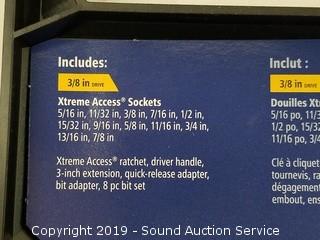 Includes:
3/8 in DRIVE
Xtreme Access® Sockets
5/16 in, 11/32 in, 3/8 in, 7/16 in, 1/2 in,
15/32 in, 9/16 in, 5/8 in, 11/16 in, 3/4 in,
13/16 in, 7/8 in
Xtreme Access® ratchet, driver handle,
3-inch extension, quick-release adapter,
bit adapter, 8 pc bit set
Inclut :
3/8 in
Douilles Xt
5/16 po, 11/3
1/2 po, 15/32
11/16 po, 3/4
Clé à clique
tournevis, ra
dégagement
embout, ens
Copyright 2019 - Sound Auction Service